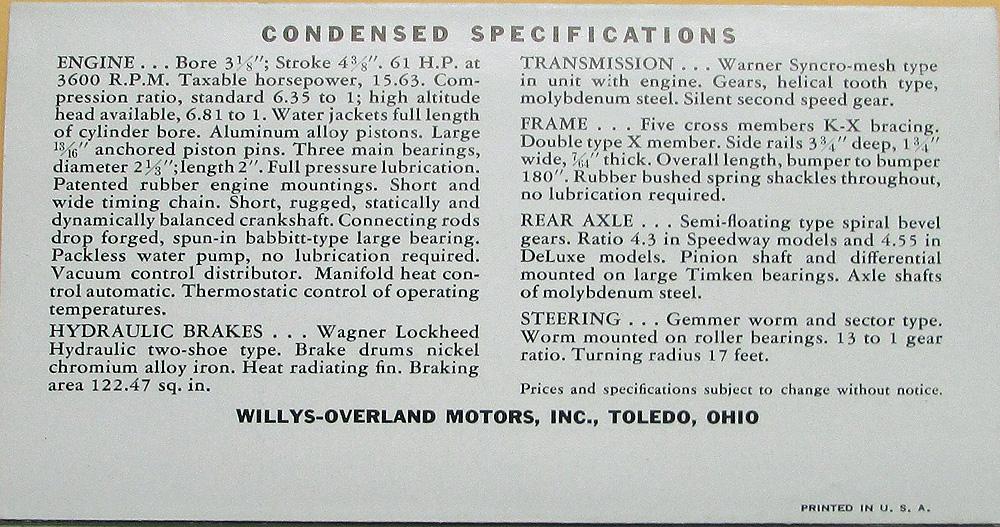 CONDENSED SPECIFICATIONS
ENGINE . . . Bore 3⅛″; Stroke 4⅜″. 61 H.P. at
3600 R.P.M. Taxable horsepower, 15.63. Com-
pression ratio, standard 6.35 to 1; high altitude
head available, 6.81 to 1. Water jackets full length
of cylinder bore. Aluminum alloy pistons. Large
13/16″ anchored piston pins. Three main bearings,
diameter 2⅓″; length 2″. Full pressure lubrication.
Patented rubber engine mountings. Short and
wide timing chain. Short, rugged, statically and
dynamically balanced crankshaft. Connecting rods
drop forged, spun-in babbitt-type large bearing.
Packless water pump, no lubrication required.
Vacuum control distributor. Manifold heat con-
trol automatic. Thermostatic control of operating
temperatures.
HYDRAULIC BRAKES . . . Wagner Lockheed
Hydraulic two-shoe type. Brake drums nickel
chromium alloy iron. Heat radiating fin. Braking
area 122.47 sq. in.
TRANSMISSION . . . Warner Syncro-mesh type
in unit with engine. Gears, helical tooth type,
molybdenum steel. Silent second speed gear.
FRAME . . . Five cross members K-X bracing.
Double type X member. Side rails 3¾″ deep, 1¾″
wide, 7/64″ thick. Overall length, bumper to bumper
180″. Rubber bushed spring shackles throughout,
no lubrication required.
REAR AXLE . . . Semi-floating type spiral bevel
gears. Ratio 4.3 in Speedway models and 4.55 in
DeLuxe models. Pinion shaft and differential
mounted on large Timken bearings. Axle shafts
of molybdenum steel.
STEERING . . . Gemmer worm and sector type.
Worm mounted on roller bearings. 13 to 1 gear
ratio. Turning radius 17 feet.
Prices and specifications subject to change without notice.
WILLYS-OVERLAND MOTORS, INC., TOLEDO, OHIO
PRINTED IN U. S. A.